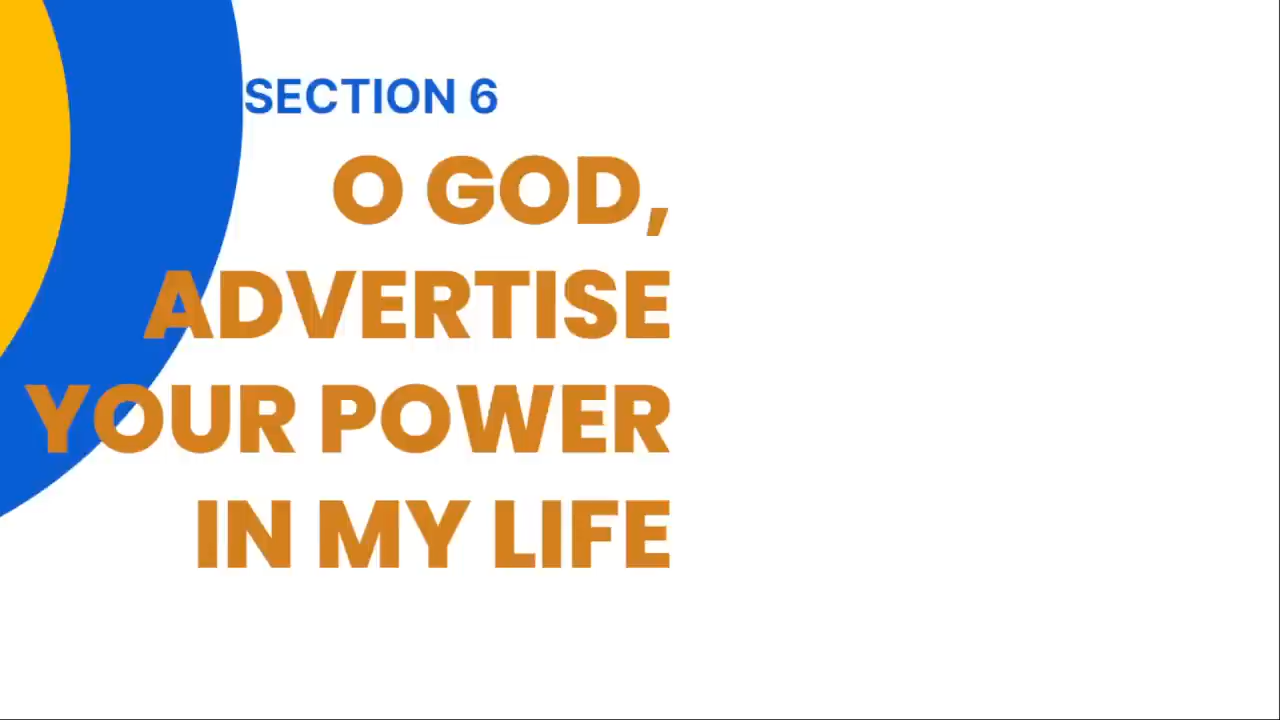 SECTION 6
O GOD,
ADVERTISE
YOUR POWER
IN MY LIFE